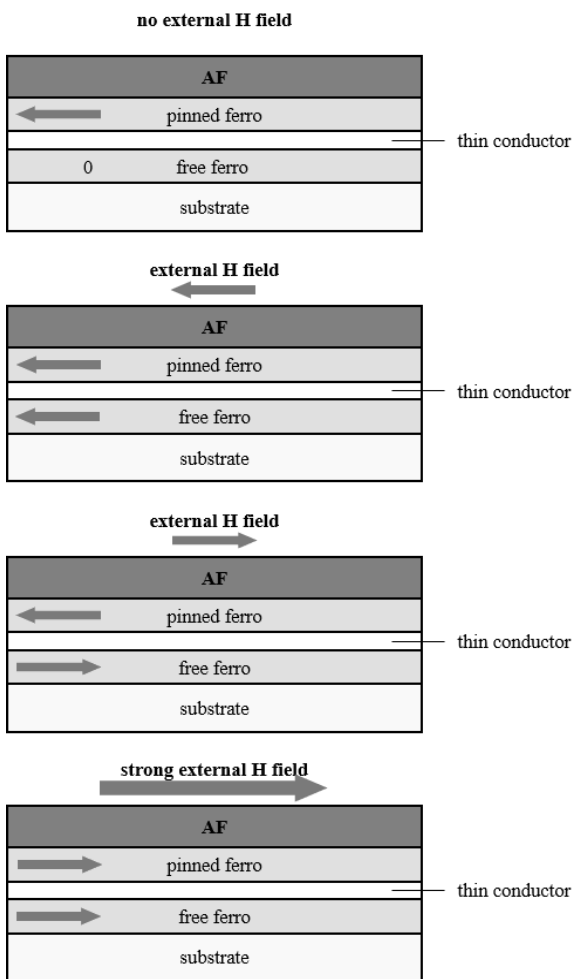 no external H field
AF
pinned ferro
thin conductor
0 free ferro
substrate
external H field
AF
pinned ferro
thin conductor
free ferro
substrate
external H field
AF
pinned ferro
thin conductor
free ferro
substrate
strong external H field
AF
pinned ferro
thin conductor
free ferro
substrate